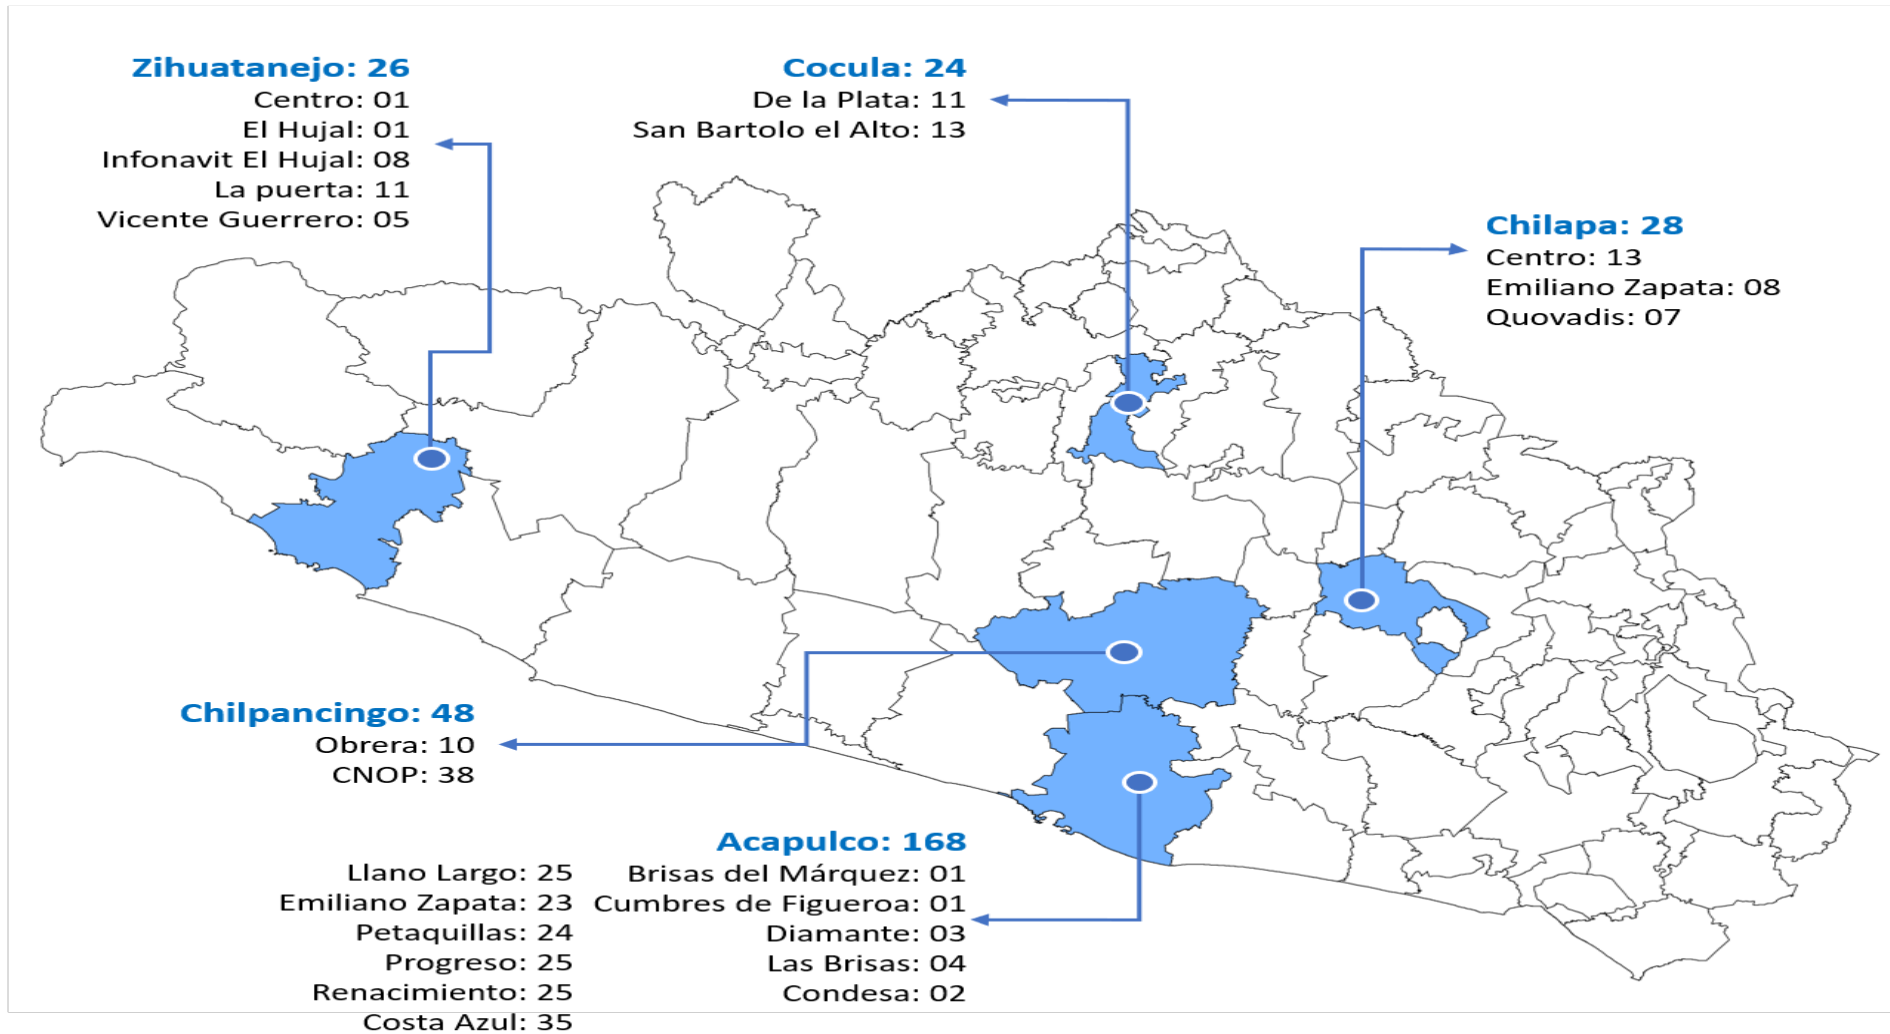 Zihuatanejo: 26
Centro: 01
El Hujal: 01
Infonavit El Hujal: 08
La puerta: 11
Vicente Guerrero: 05
Cocula: 24
De la Plata: 11
San Bartolo el Alto: 13
Chilapa: 28
Centro: 13
Emiliano Zapata: 08
Quovadis: 07
Chilpancingo: 48
Obrera: 10
CNOP: 38
Acapulco: 168
Brisas del Márquez: 01
Cumbres de Figueroa: 01
Diamante: 03
Las Brisas: 04
Condesa: 02
Llano Largo: 25
Emiliano Zapata: 23
Petaquillas: 24
Progreso: 25
Renacimiento: 25
Costa Azul: 35